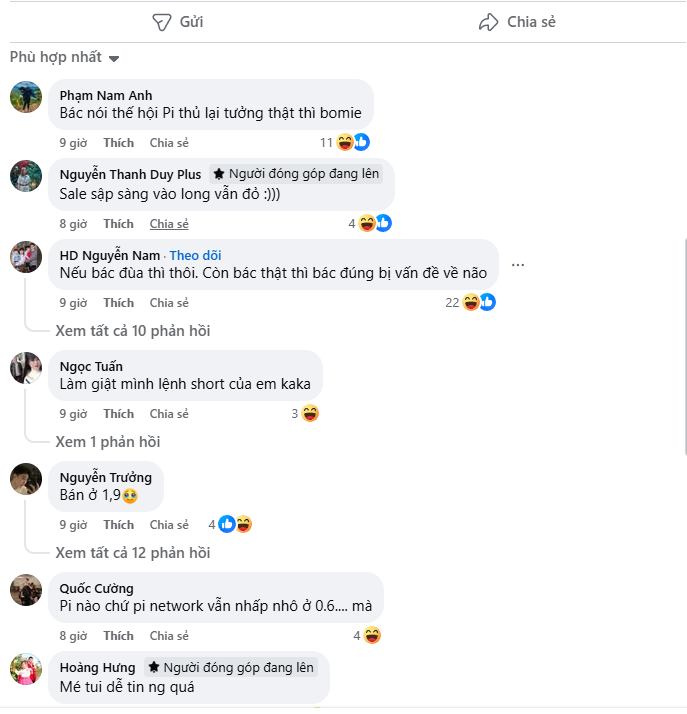 Gửi
Chia sẻ
Phù hợp nhất
Phạm Nam Anh
Bác nói thế hội Pi thủ lại tưởng thật thì bomie
9 giờ Thích Chia sẻ 11
Nguyễn Thanh Duy Plus Người đóng góp đang lên
Sale sập sàng vào long vẫn đỏ :)))
8 giờ Thích Chia sẻ 4
HD Nguyễn Nam · Theo dõi
Nếu bác đùa thì thôi. Còn bác thật thì bác đúng bị vấn đề về não
9 giờ Thích Chia sẻ 22
Xem tất cả 10 phản hồi
Ngọc Tuấn
Làm giật mình lệnh short của em kaka
9 giờ Thích Chia sẻ 3
Xem 1 phản hồi
Nguyễn Trưởng
Bán ở 1,9🥹
9 giờ Thích Chia sẻ 4
Xem tất cả 12 phản hồi
Quốc Cường
Pi nào chứ pi network vẫn nhấp nhô ở 0.6.... mà
8 giờ Thích Chia sẻ 4
Hoàng Hưng Người đóng góp đang lên
Mé tui dễ tin ng quá